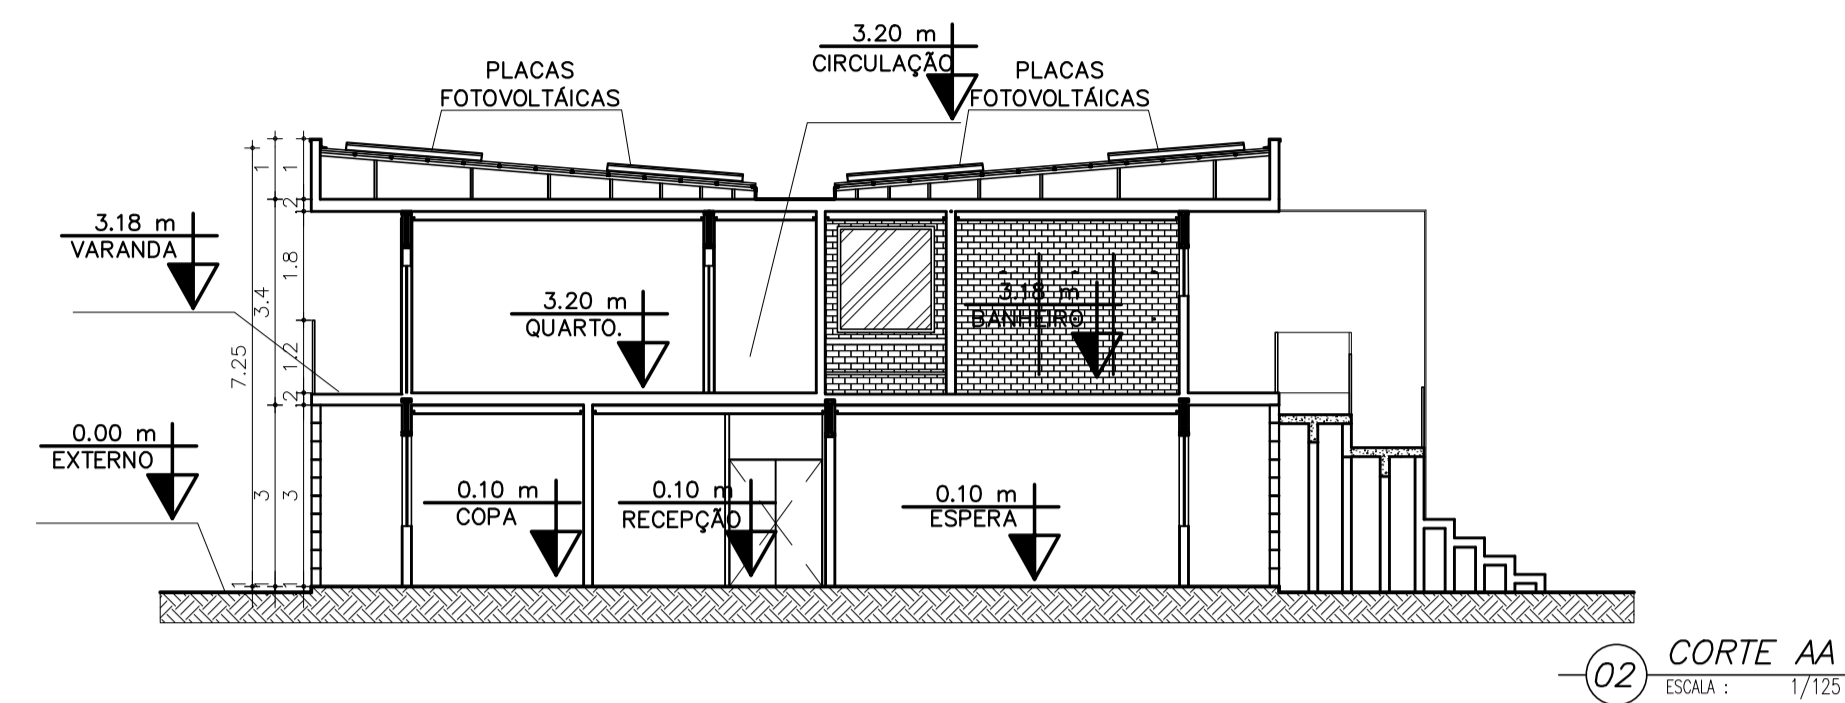 3.20 m
CIRCULAÇÃO
PLACAS
FOTOVOLTÁICAS
PLACAS
FOTOVOLTÁICAS
3.18 m
VARANDA
1
1
2
1.8
3.4
1.2
7.25
2
3
3
1
1
1
3.20 m
QUARTO.
3.18 m
BANHEIRO
0.00 m
EXTERNO
0.10 m
COPA
0.10 m
RECEPÇÃO
0.10 m
ESPERA
02
CORTE AA
ESCALA : 1/125